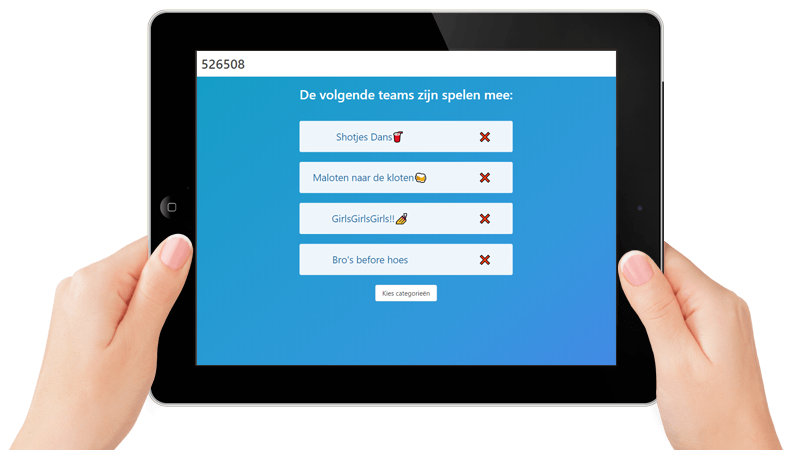 526508
De volgende teams zijn spelen mee:
Shotjes Dans🥤
Maloten naar de kloten🍻
GirlsGirlsGirls!!💅
Bro's before hoes
Kies categorieën